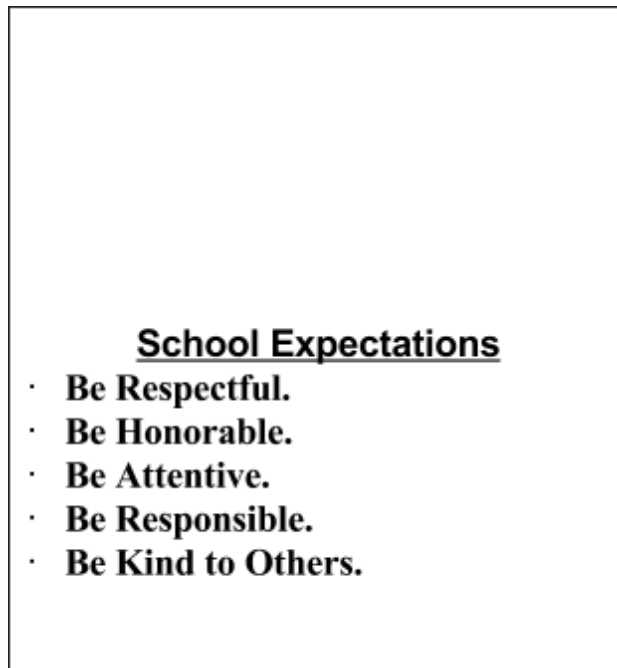 School Expectations
· Be Respectful.
· Be Honorable.
· Be Attentive.
· Be Responsible.
· Be Kind to Others.